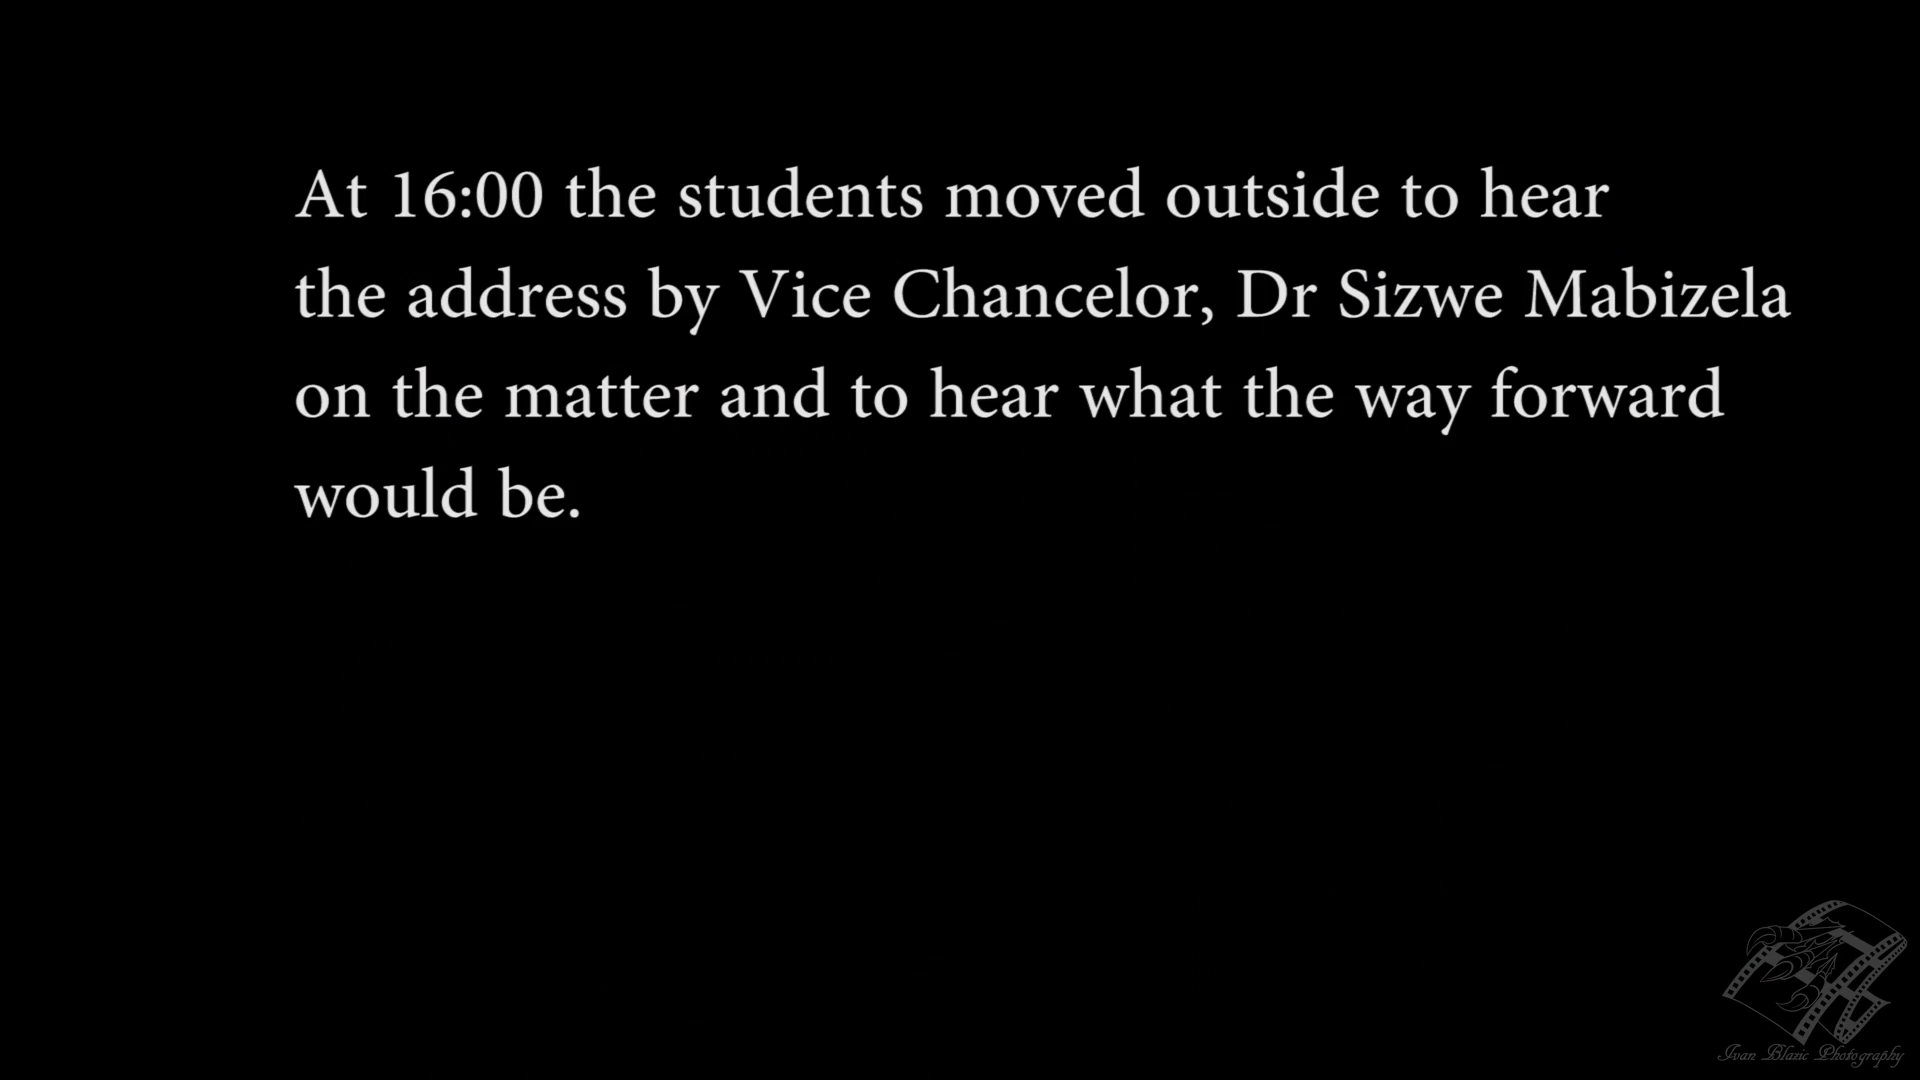 At 16:00 the students moved outside to hear
the address by Vice Chancelor, Dr Sizwe Mabizela
on the matter and to hear what the way forward
would be.
Ivan Blazic Photography